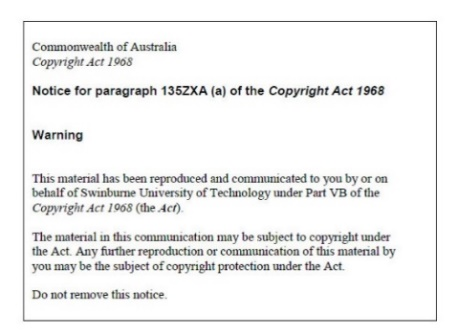 Commonwealth of Australia
Copyright Act 1968
Notice for paragraph 135ZXA (a) of the Copyright Act 1968
Warning
This material has been reproduced and communicated to you by or on
behalf of Swinburne University of Technology under Part VB of the
Copyright Act 1968 (the Act).
The material in this communication may be subject to copyright under
the Act. Any further reproduction or communication of this material by
you may be the subject of copyright protection under the Act.
Do not remove this notice.